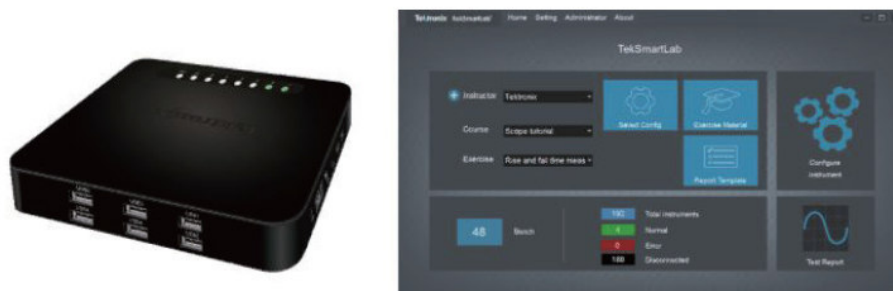 Tektronix TekSmartLab Home Setting Administrator About
TekSmartLab
Instructor Tektronix
Select Config Exercise Material
Course Scope tutorial
Exercise Rise and fall time meas
Report Template
Configure
Instrument
48 Bench
Total Instruments
4 Normal
0 Error
188 Disconnected
Test Report